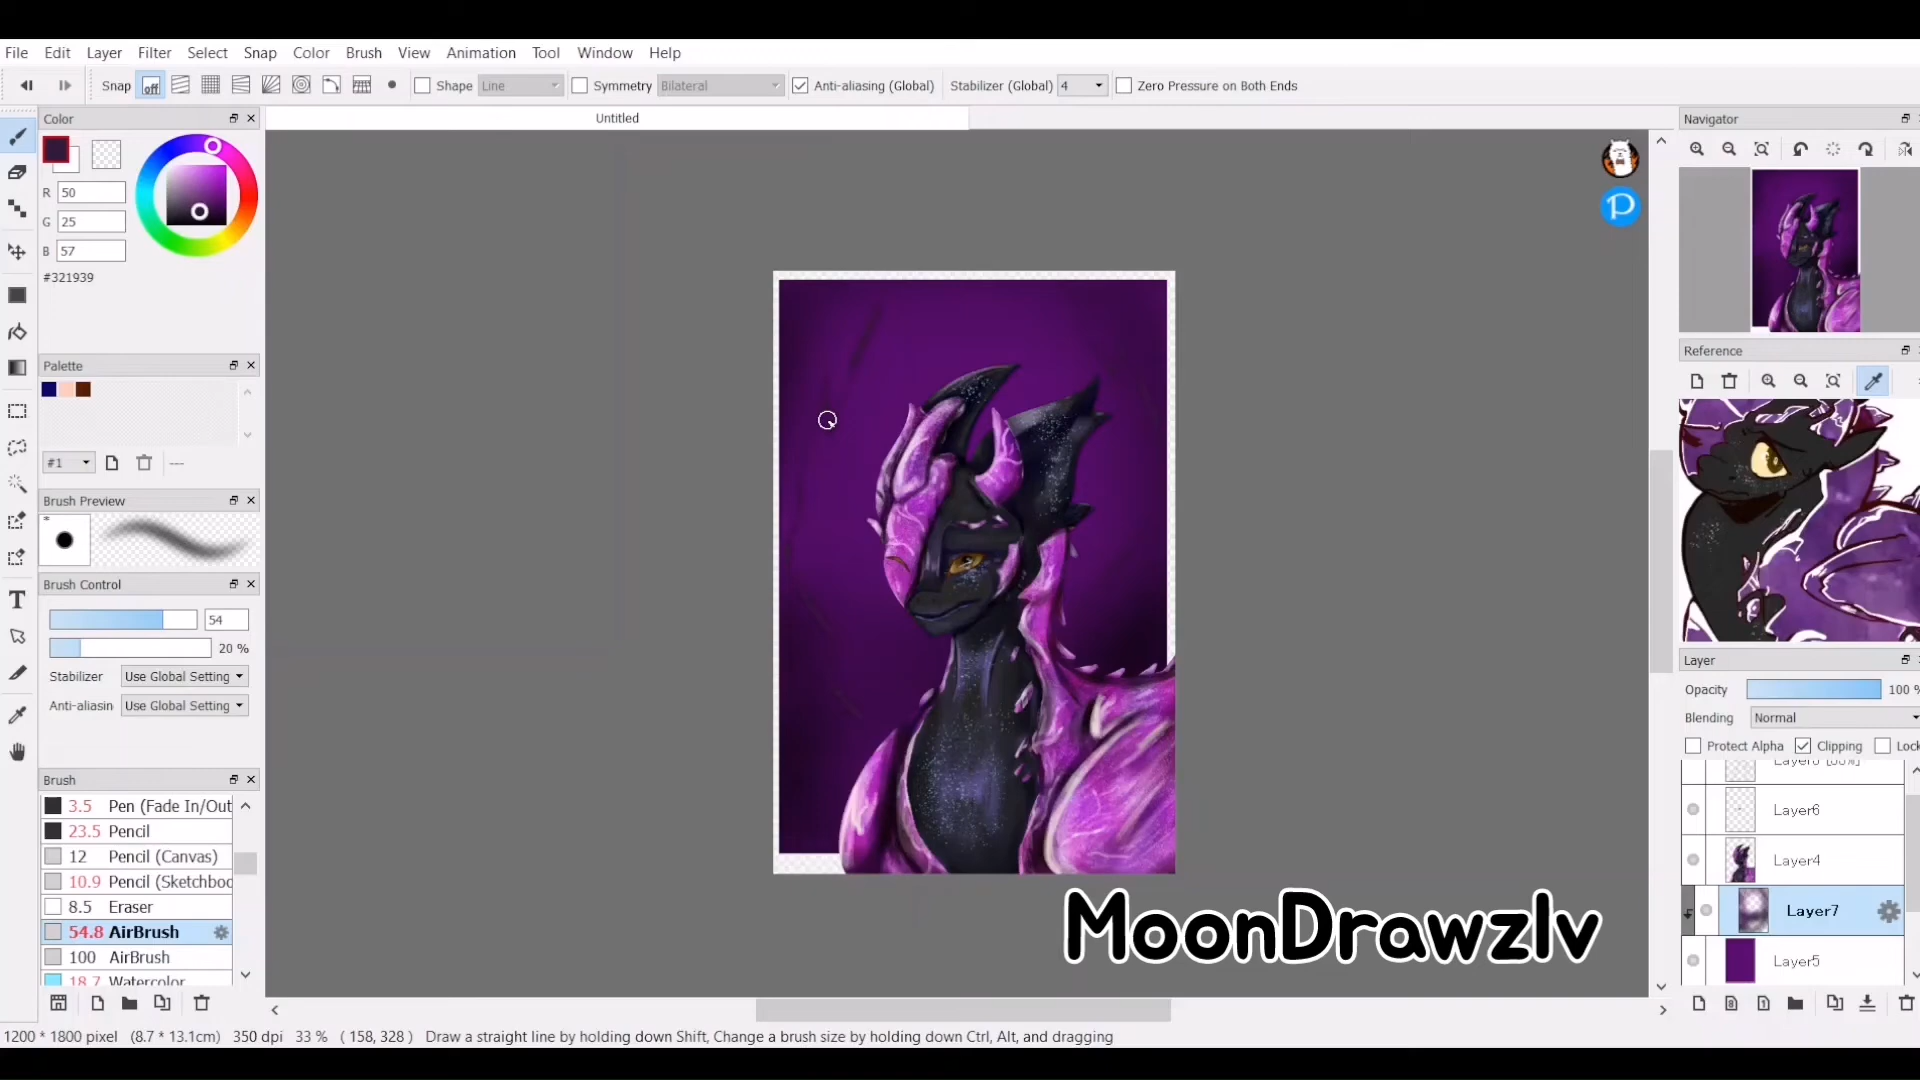 File Edit Layer Filter Select Snap Color Brush View Animation Tool Window Help
Snap off Shape Line Symmetry Bilateral Anti-aliasing (Global) Stabilizer (Global) 4 Zero Pressure on Both Ends
Color
Untitled
Navigator
R 50
G 25
B 57
#321939
P
Palette
Reference
#1 ---
Brush Preview
*
Brush Control
54
20 %
Stabilizer Use Global Setting
Anti-aliasin Use Global Setting
Layer
Opacity 100 %
Blending Normal
Protect Alpha Clipping Lock
Layer6
Layer4
Layer7
Layer5
Brush
3.5 Pen (Fade In/Out
23.5 Pencil
12 Pencil (Canvas)
10.9 Pencil (Sketchboo
8.5 Eraser
54.8 AirBrush
100 AirBrush
18.7 Watercolor
MoonDrawzlv
1200 * 1800 pixel (8.7 * 13.1cm) 350 dpi 33 % ( 158, 328 ) Draw a straight line by holding down Shift, Change a brush size by holding down Ctrl, Alt, and dragging